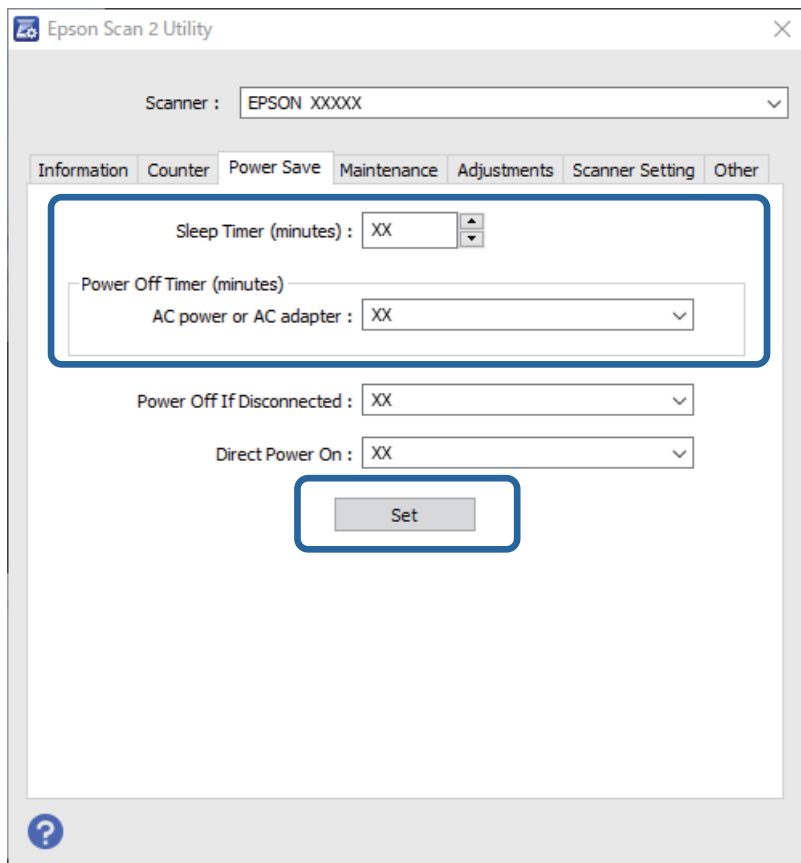 Epson Scan 2 Utility
Scanner : EPSON XXXXX
Information Counter Power Save Maintenance Adjustments Scanner Setting Other
Sleep Timer (minutes) : XX
Power Off Timer (minutes)
AC power or AC adapter : XX
Power Off If Disconnected : XX
Direct Power On : XX
Set
?